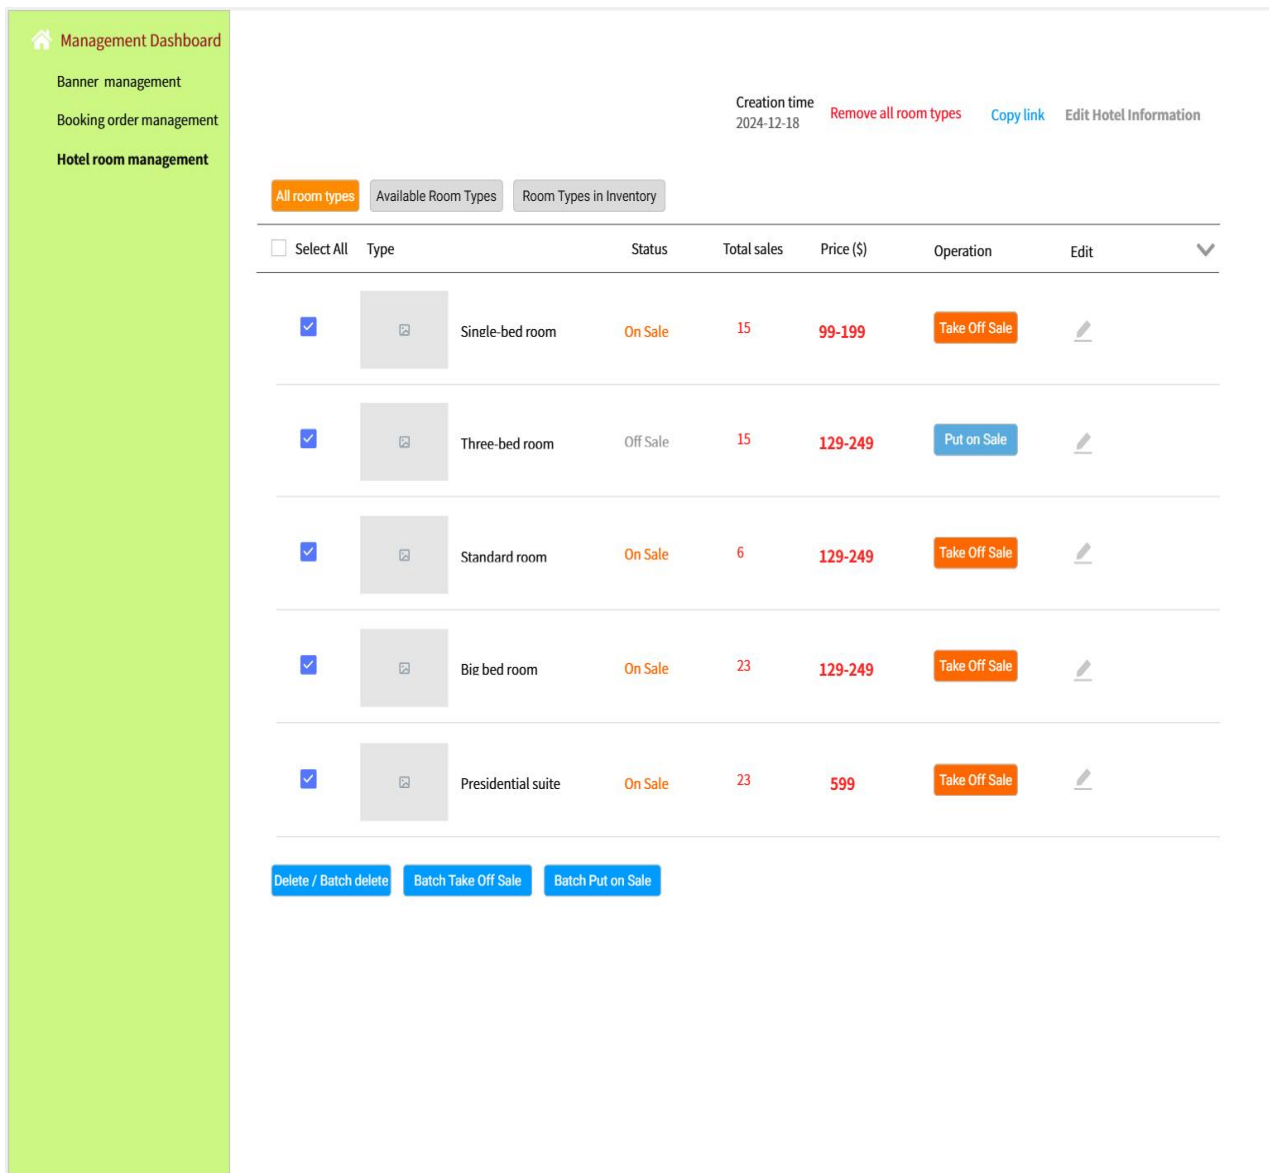 Management Dashboard
Banner management
Booking order management
Hotel room management
Creation time
2024-12-18
Remove all room types
Copy link
Edit Hotel Information
All room types
Available Room Types
Room Types in Inventory
Select All Type Status Total sales Price ($) Operation Edit
Single-bed room On Sale 15 99-199 Take Off Sale
Three-bed room Off Sale 15 129-249 Put on Sale
Standard room On Sale 6 129-249 Take Off Sale
Big bed room On Sale 23 129-249 Take Off Sale
Presidential suite On Sale 23 599 Take Off Sale
Delete / Batch delete
Batch Take Off Sale
Batch Put on Sale